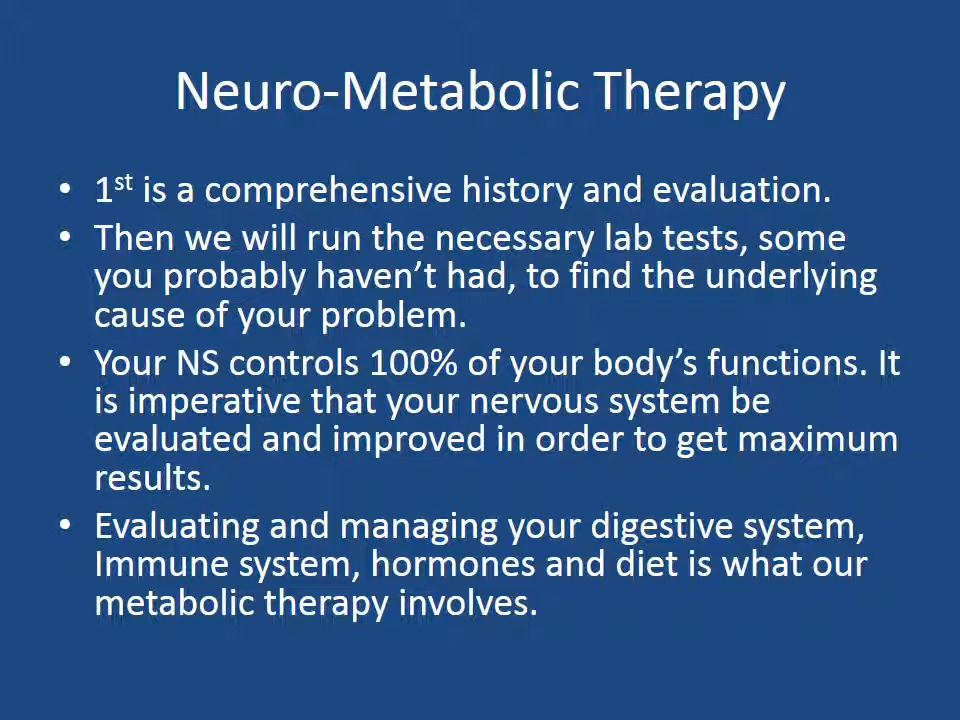 Neuro-Metabolic Therapy
• 1st is a comprehensive history and evaluation.
• Then we will run the necessary lab tests, some
you probably haven’t had, to find the underlying
cause of your problem.
• Your NS controls 100% of your body’s functions. It
is imperative that your nervous system be
evaluated and improved in order to get maximum
results.
• Evaluating and managing your digestive system,
Immune system, hormones and diet is what our
metabolic therapy involves.